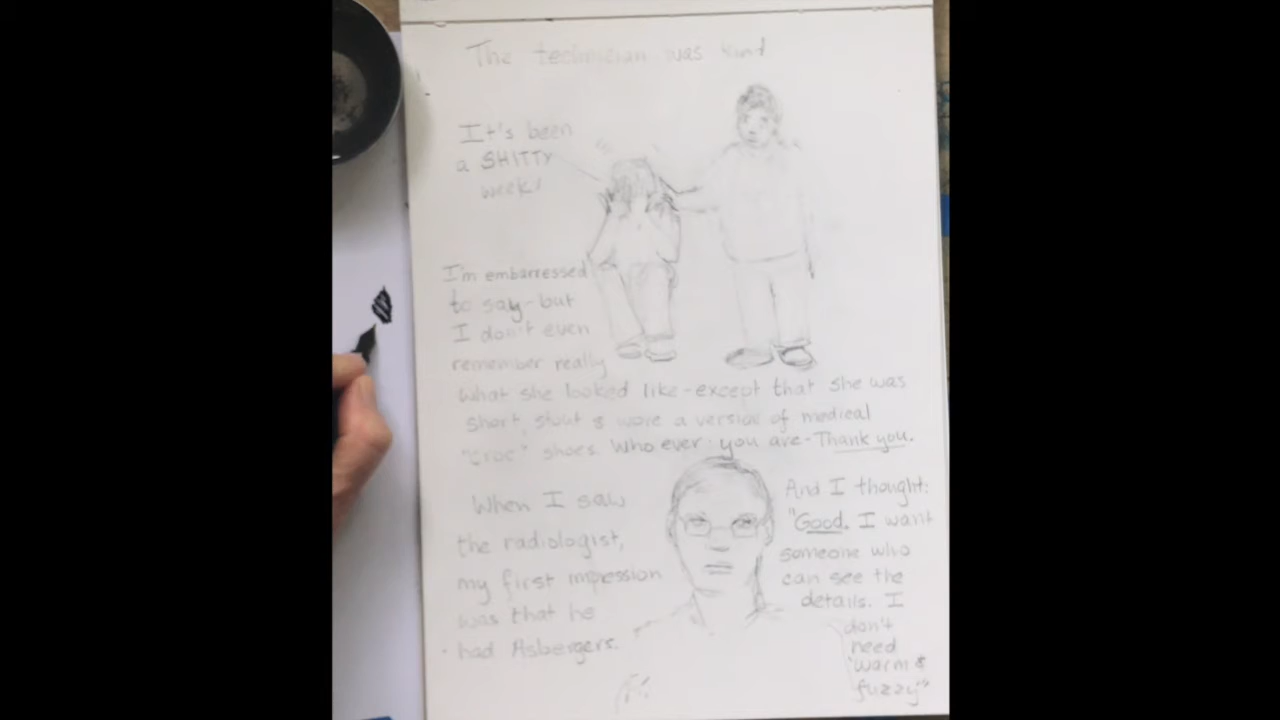 The technician was kind
It's been
a SHITTY
week!
I'm embarressed
to say - but
I don't even
remember really
what she looked like - except that she was
short, stout & wore a version of medical
"croc" shoes. Who ever you are - Thank you.
When I saw
the radiologist,
my first impession
was that he
had Asbergers.
And I thought:
"Good. I want
someone who
can see the
details. I
don't
need
"warm &
fuzzy"